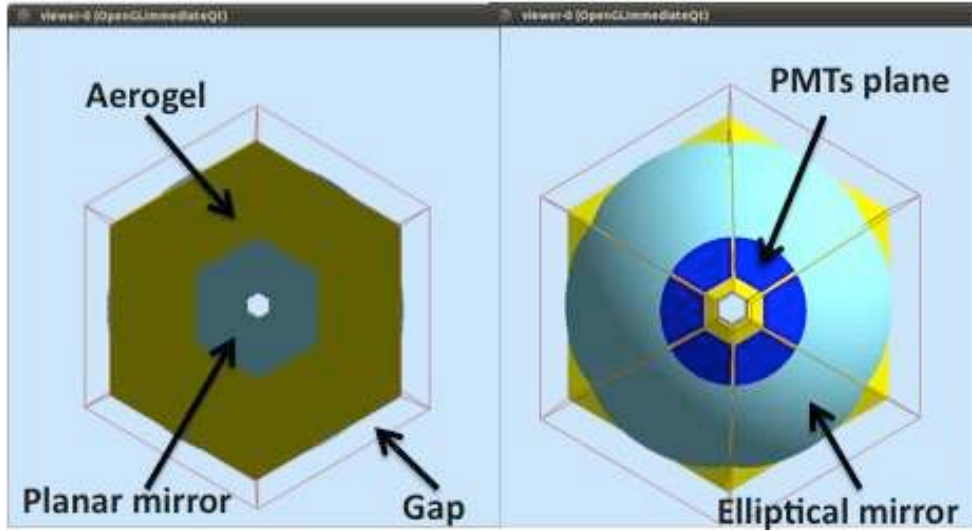 viewer-0 (OpenGLImmediateQt)
viewer-0 (OpenGLImmediateQt)
Aerogel
PMTs plane
Planar mirror
Gap
Elliptical mirror